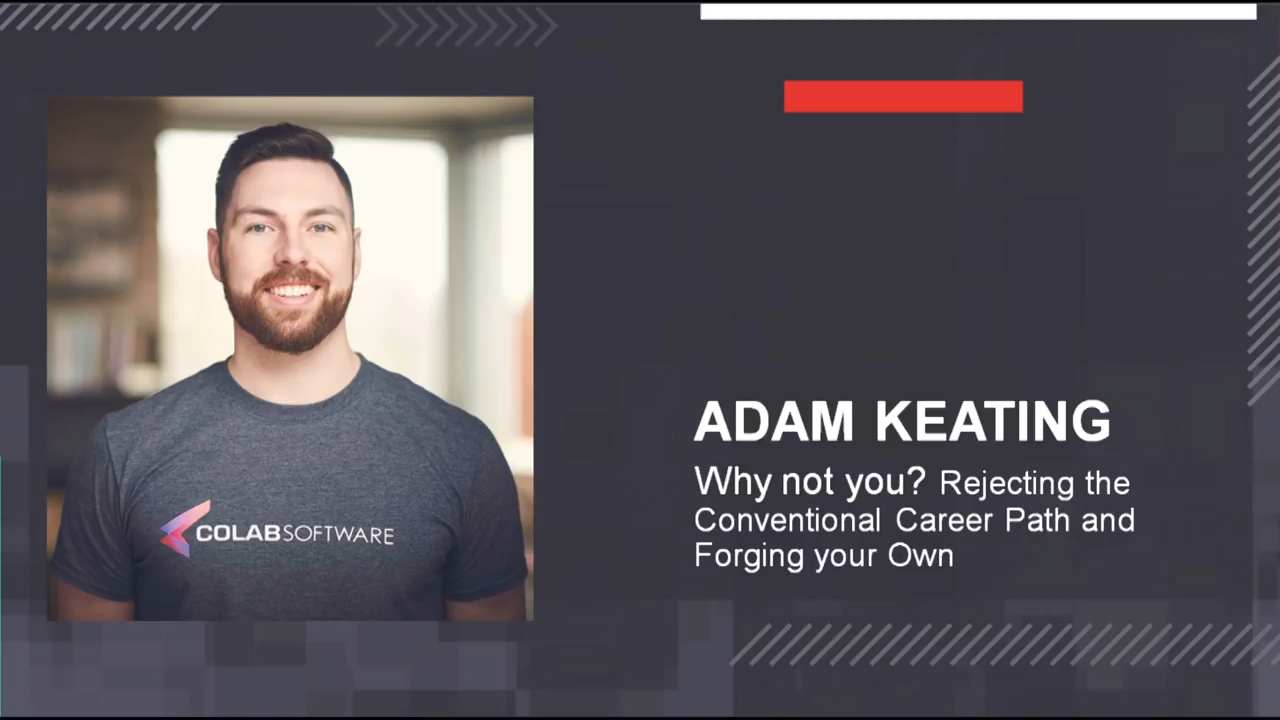 COLABSOFTWARE
ADAM KEATING
Why not you? Rejecting the
Conventional Career Path and
Forging your Own